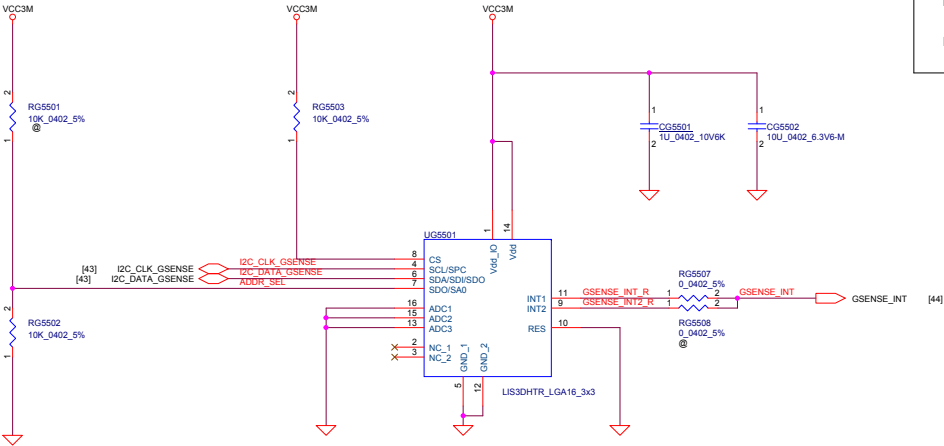 VCC3M
VCC3M
VCC3M
2
RG5501
10K_0402_5%
@
1
2
RG5503
10K_0402_5%
1
1
CG5501
1U_0402_10V6K
2
1
CG5502
10U_0402_6.3V6-M
2
1
14
UG5501
Vdd_IO
Vdd
[43]
I2C_CLK_GSENSE
I2C_CLK_GSENSE
[43]
I2C_DATA_GSENSE
I2C_DATA_GSENSE
ADDR_SEL
8
CS
4
SCL/SPC
6
SDA/SDI/SDO
7
SDO/SA0
16
ADC1
15
ADC2
13
ADC3
2
NC_1
3
NC_2
INT1
11
GSENSE_INT_R
INT2
9
GSENSE_INT2_R
RES
10
GND_1
GND_2
5
12
LIS3DHTR_LGA16_3x3
RG5507
0_0402_5%
1
2
GSENSE_INT
1
2
RG5508
0_0402_5%
@
GSENSE_INT
[44]
2
RG5502
10K_0402_5%
1